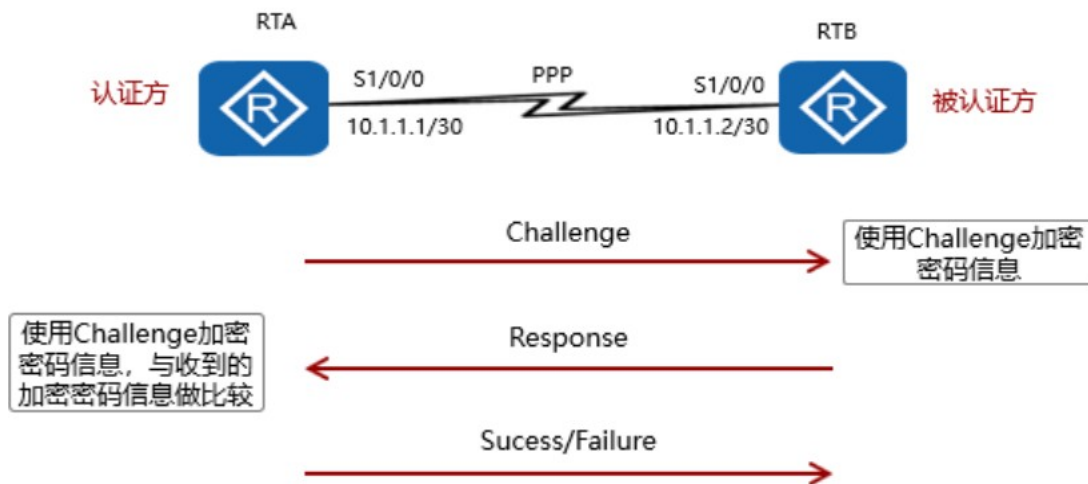 RTA
RTB
认证方
R
S1/0/0
PPP
S1/0/0
R
被认证方
10.1.1.1/30
10.1.1.2/30
Challenge
使用Challenge加密
密码信息
使用Challenge加密
密码信息，与收到的
加密密码信息做比较
Response
Sucess/Failure